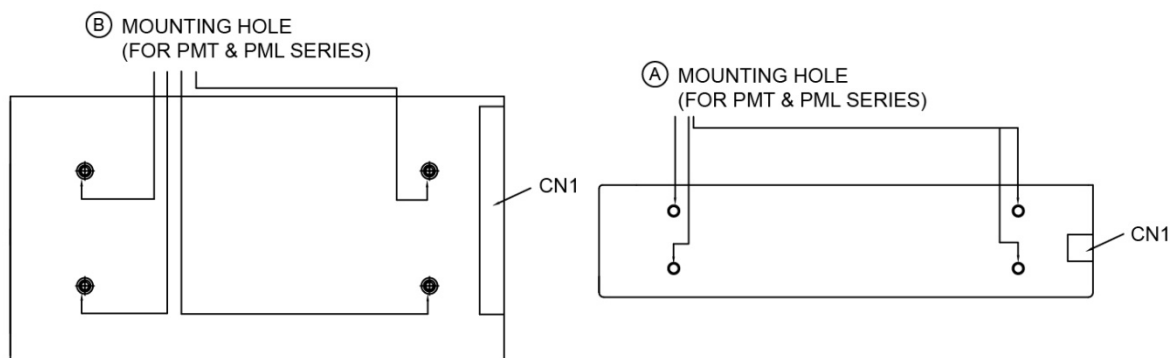 Ⓑ MOUNTING HOLE
(FOR PMT & PML SERIES)
CN1
Ⓐ MOUNTING HOLE
(FOR PMT & PML SERIES)
CN1